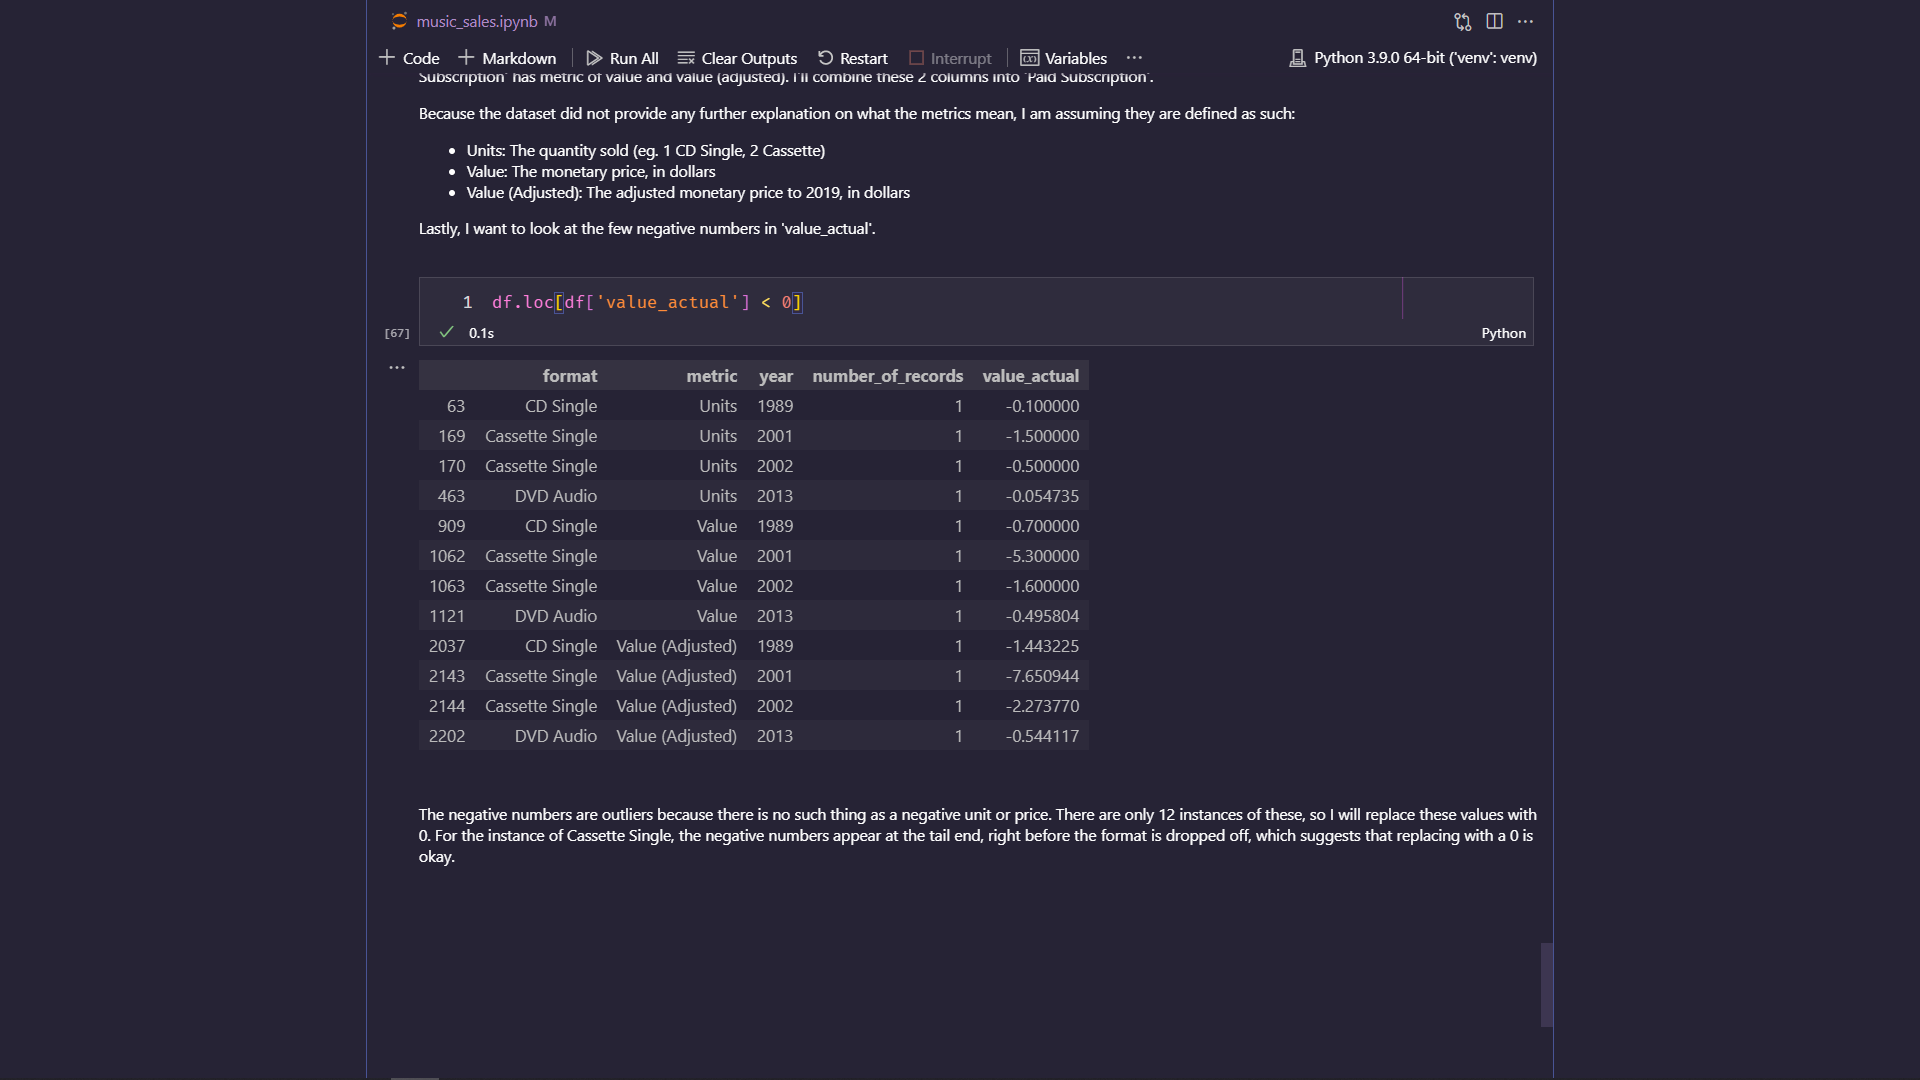 music_sales.ipynb M
Code Markdown Run All Clear Outputs Restart Interrupt Variables ... Python 3.9.0 64-bit ('venv': venv)
Subscription' has metric of value and value (adjusted). I'll combine these 2 columns into 'Paid Subscription'.
Because the dataset did not provide any further explanation on what the metrics mean, I am assuming they are defined as such:
• Units: The quantity sold (eg. 1 CD Single, 2 Cassette)
• Value: The monetary price, in dollars
• Value (Adjusted): The adjusted monetary price to 2019, in dollars
Lastly, I want to look at the few negative numbers in 'value_actual'.
1 df.loc[df['value_actual'] < 0]
[67] 0.1s Python
format metric year number_of_records value_actual
63 CD Single Units 1989 1 -0.100000
169 Cassette Single Units 2001 1 -1.500000
170 Cassette Single Units 2002 1 -0.500000
463 DVD Audio Units 2013 1 -0.054735
909 CD Single Value 1989 1 -0.700000
1062 Cassette Single Value 2001 1 -5.300000
1063 Cassette Single Value 2002 1 -1.600000
1121 DVD Audio Value 2013 1 -0.495804
2037 CD Single Value (Adjusted) 1989 1 -1.443225
2143 Cassette Single Value (Adjusted) 2001 1 -7.650944
2144 Cassette Single Value (Adjusted) 2002 1 -2.273770
2202 DVD Audio Value (Adjusted) 2013 1 -0.544117
The negative numbers are outliers because there is no such thing as a negative unit or price. There are only 12 instances of these, so I will replace these values with
0. For the instance of Cassette Single, the negative numbers appear at the tail end, right before the format is dropped off, which suggests that replacing with a 0 is
okay.